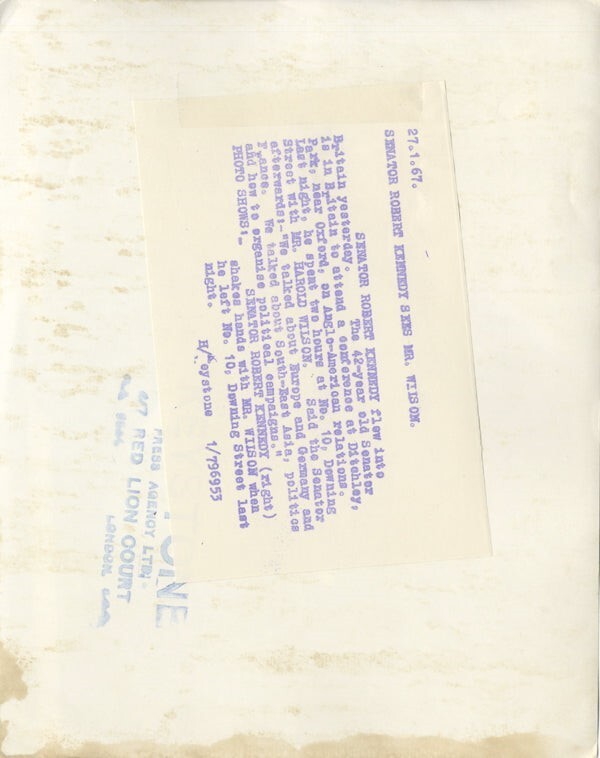 27.1.67.
SENATOR ROBERT KENNEDY SEES MR. WILSON.
SENATOR ROBERT KENNEDY flew into
Britain yesterday. The 42-year old Senator
is in Britain to attend a conference at Ditchley,
Park, near Oxford, on Anglo-American relations.
Last night, he spent two hours at No. 10, Downing
Street with MR. HAROLD WILSON. Said the Senator
afterwards:-"We talked about Europe and Germany and
France. We talked about South-East Asia, politics
and how to organise political campaigns."
PHOTO SHOWS:- SENATOR ROBERT KENNEDY (right)
shakes hands with MR. WILSON when
he left No. 10, Downing Street last
night.
H/ Keystone 1/796953
PRESS AGENCY LTD.
RED LION COURT
LONDON